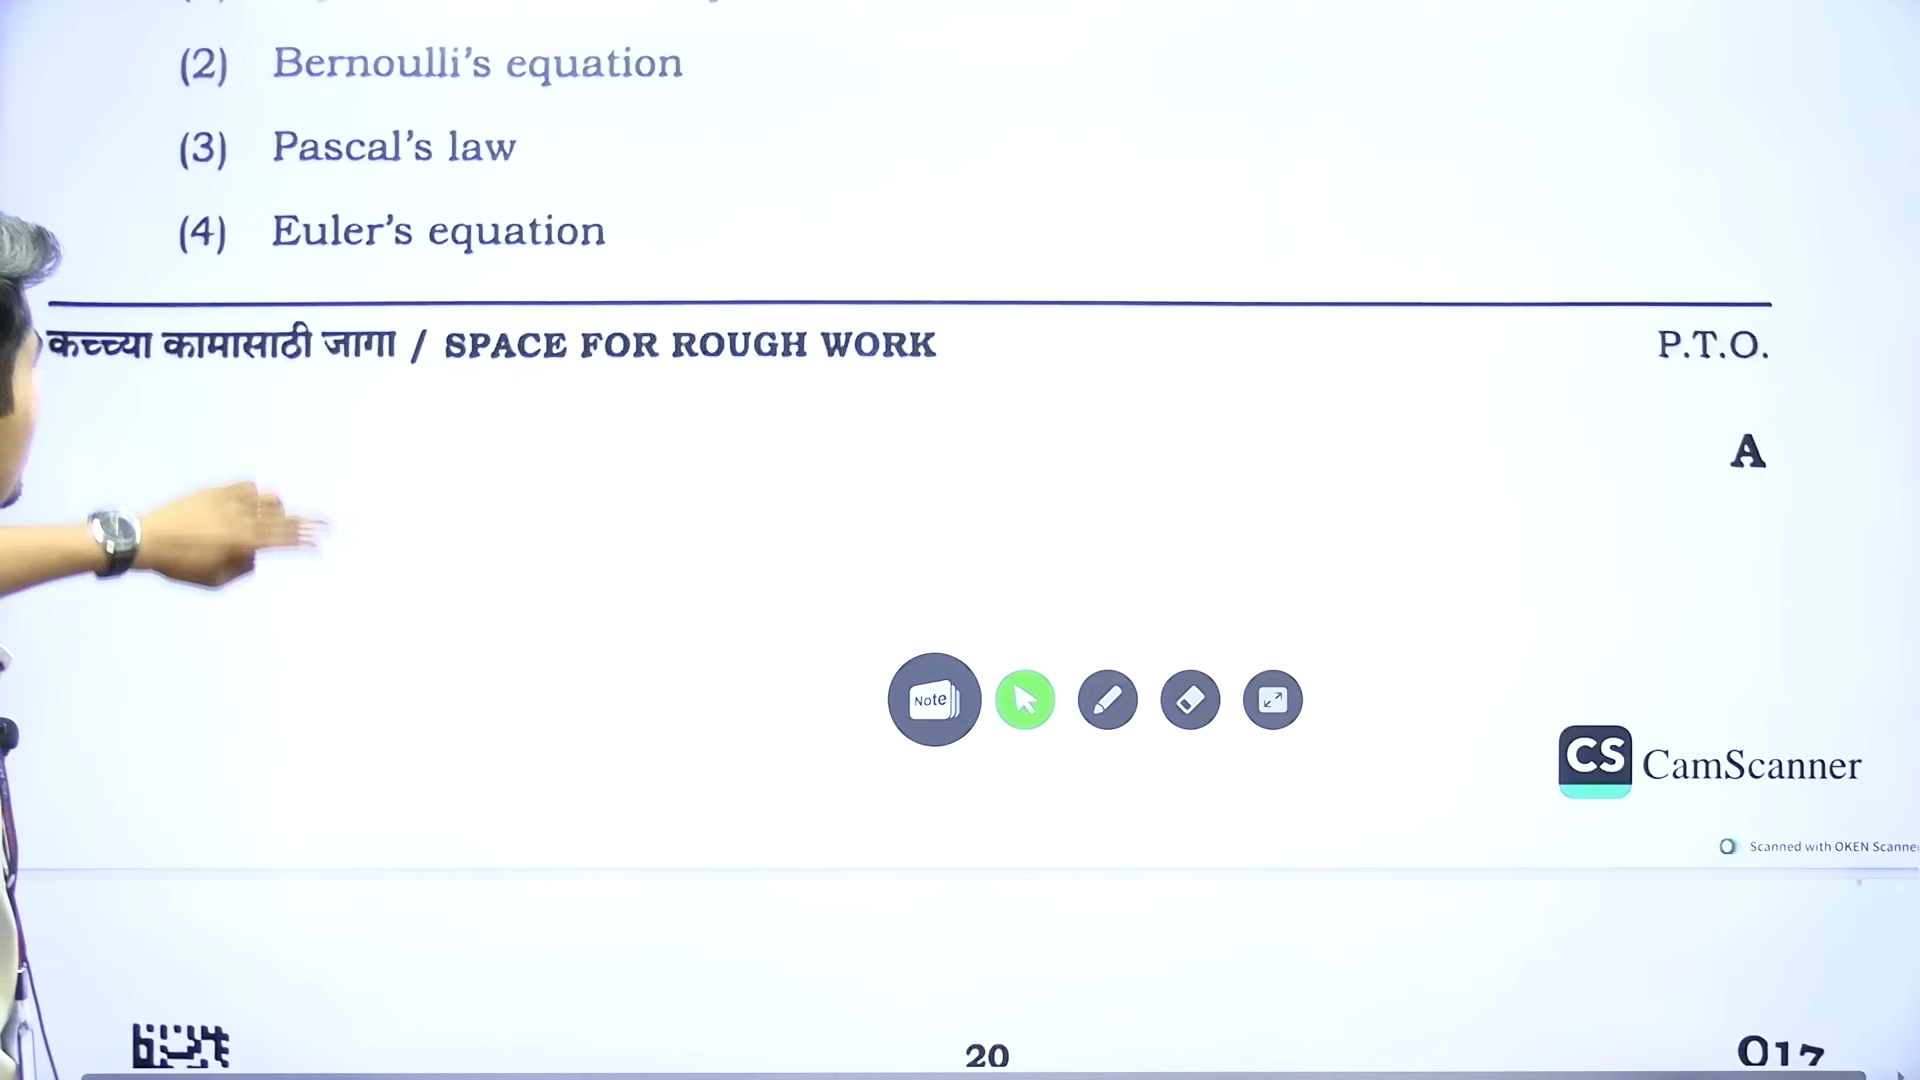 (2) Bernoulli's equation
(3) Pascal's law
(4) Euler's equation
कच्च्या कामासाठी जागा / SPACE FOR ROUGH WORK P.T.O.
A
Note
CS CamScanner
Scanned with OKEN Scanner
20